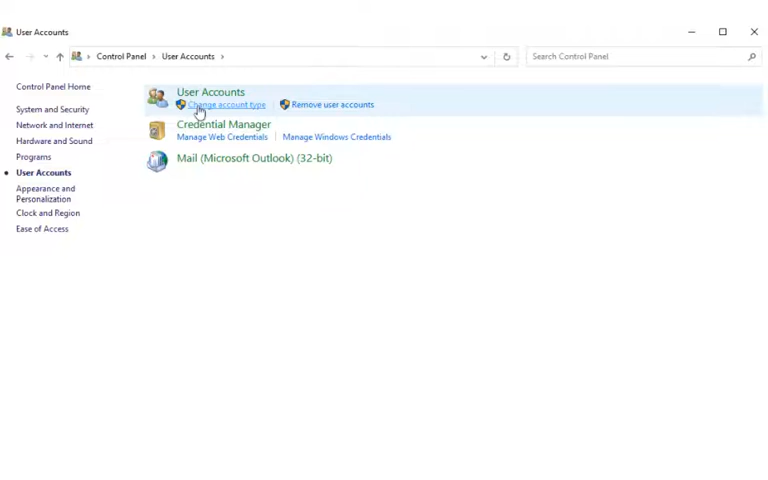 User Accounts
Control Panel
User Accounts
Search Control Panel
Control Panel Home
System and Security
Network and Internet
Hardware and Sound
Programs
User Accounts
Appearance and
Personalization
Clock and Region
Ease of Access
User Accounts
Change account type
Remove user accounts
Credential Manager
Manage Web Credentials
Manage Windows Credentials
Mail (Microsoft Outlook) (32-bit)